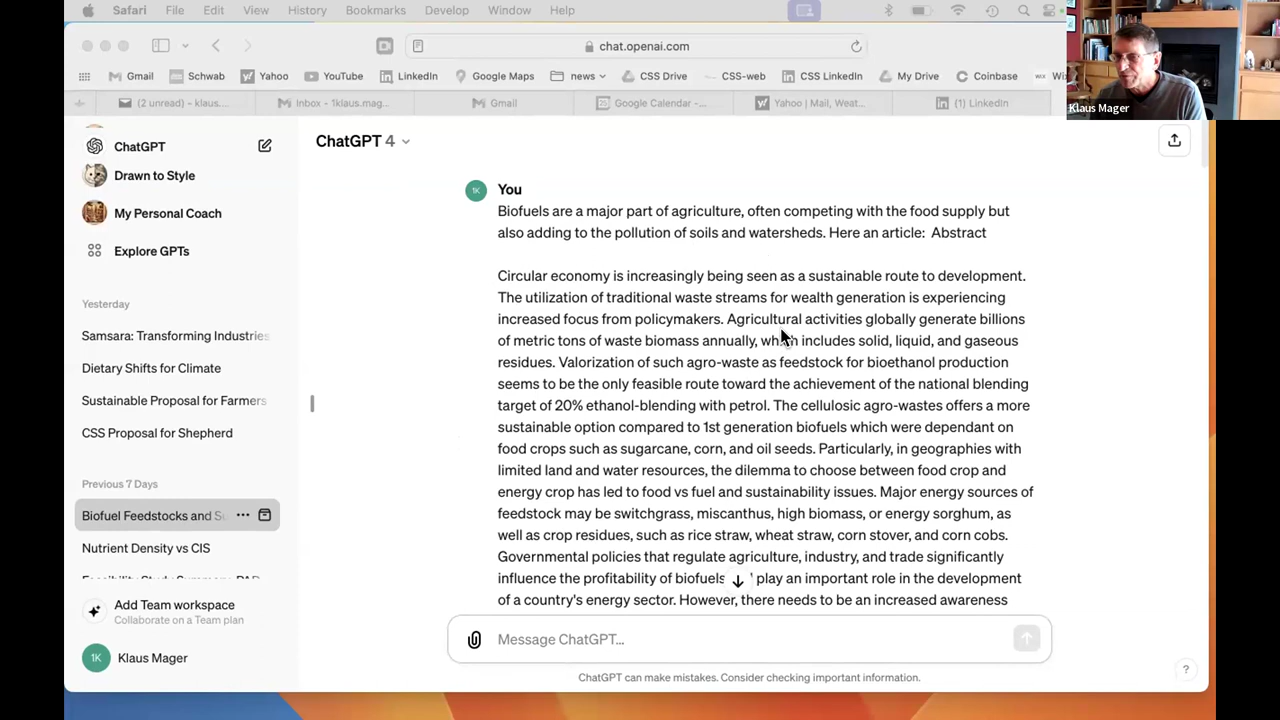 Safari File Edit View History Bookmarks Develop Window Help
chat.openai.com
Gmail Schwab Yahoo YouTube LinkedIn Google Maps news CSS Drive CSS-web CSS LinkedIn My Drive Coinbase
(2 unread) – klaus.... Inbox - 1klaus.mag... Gmail Google Calendar -... Yahoo | Mail, Weat... (1) LinkedIn
Klaus Mager
ChatGPT
Drawn to Style
My Personal Coach
Explore GPTs
Yesterday
Samsara: Transforming Industries
Dietary Shifts for Climate
Sustainable Proposal for Farmers
CSS Proposal for Shepherd
Previous 7 Days
Biofuel Feedstocks and Su
Nutrient Density vs CIS
Add Team workspace
Collaborate on a Team plan
1K Klaus Mager
ChatGPT 4
1K You
Biofuels are a major part of agriculture, often competing with the food supply but
also adding to the pollution of soils and watersheds. Here an article: Abstract
Circular economy is increasingly being seen as a sustainable route to development.
The utilization of traditional waste streams for wealth generation is experiencing
increased focus from policymakers. Agricultural activities globally generate billions
of metric tons of waste biomass annually, which includes solid, liquid, and gaseous
residues. Valorization of such agro-waste as feedstock for bioethanol production
seems to be the only feasible route toward the achievement of the national blending
target of 20% ethanol-blending with petrol. The cellulosic agro-wastes offers a more
sustainable option compared to 1st generation biofuels which were dependant on
food crops such as sugarcane, corn, and oil seeds. Particularly, in geographies with
limited land and water resources, the dilemma to choose between food crop and
energy crop has led to food vs fuel and sustainability issues. Major energy sources of
feedstock may be switchgrass, miscanthus, high biomass, or energy sorghum, as
well as crop residues, such as rice straw, wheat straw, corn stover, and corn cobs.
Governmental policies that regulate agriculture, industry, and trade significantly
influence the profitability of biofuels play an important role in the development
of a country's energy sector. However, there needs to be an increased awareness
Message ChatGPT...
ChatGPT can make mistakes. Consider checking important information.
?